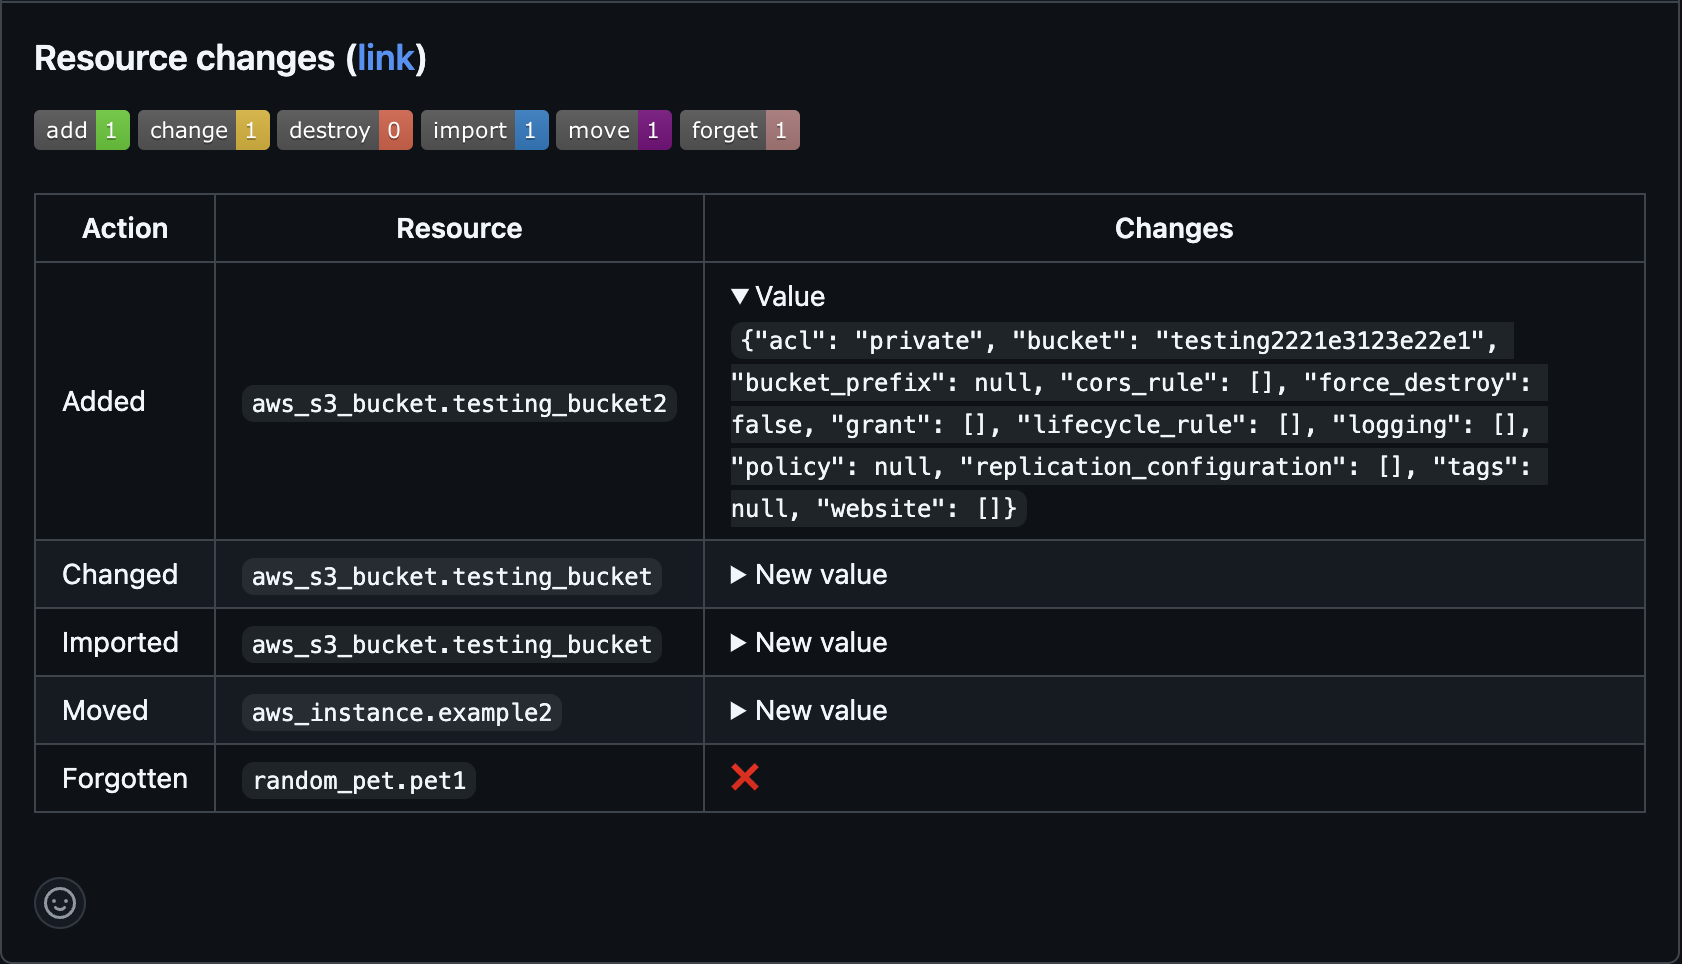 Resource changes (link)
add 1 change 1 destroy 0 import 1 move 1 forget 1
Action Resource Changes
Added aws_s3_bucket.testing_bucket2 ▼ Value
{"acl": "private", "bucket": "testing2221e3123e22e1",
"bucket_prefix": null, "cors_rule": [], "force_destroy":
false, "grant": [], "lifecycle_rule": [], "logging": [],
"policy": null, "replication_configuration": [], "tags":
null, "website": []}
Changed aws_s3_bucket.testing_bucket ▶ New value
Imported aws_s3_bucket.testing_bucket ▶ New value
Moved aws_instance.example2 ▶ New value
Forgotten random_pet.pet1 ❌